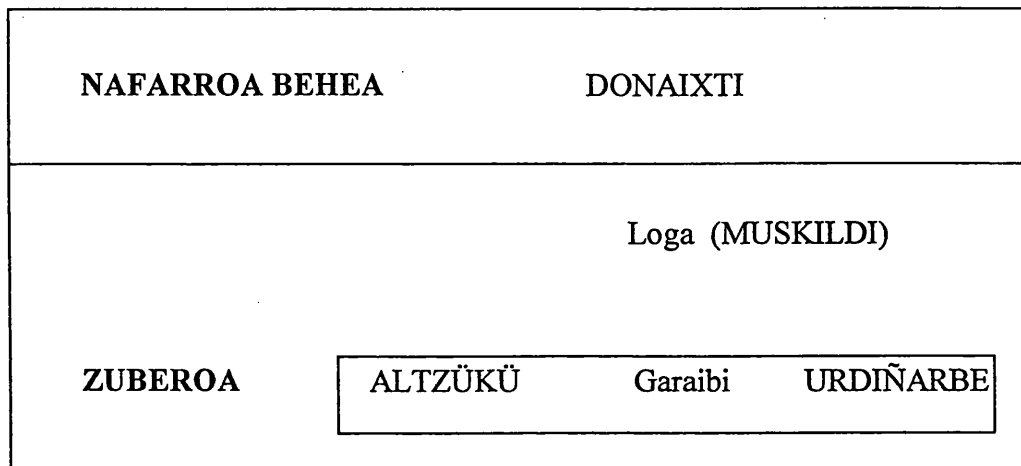 NAFARROA BEHEA DONAIXTI
Loga (MUSKILDI)
ZUBEROA ALTZÜKÜ Garaibi URDIÑARBE